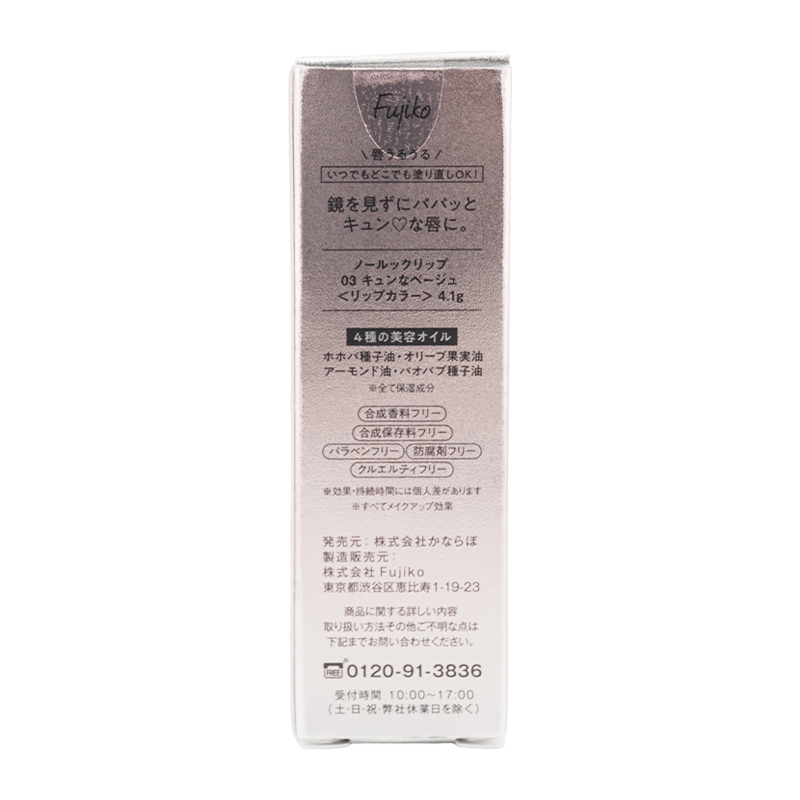 Fujiko
\ 唇うるうる /
いつでもどこでも塗り直しOK!
鏡を見ずにパパッと
キュン♡な唇に。
ノールックリップ
03 キュンなベージュ
<リップカラー> 4.1g
4種の美容オイル
ホホバ種子油・オリーブ果実油
アーモンド油・バオバブ種子油
※全て保湿成分
合成香料フリー
合成保存料フリー
パラベンフリー 防腐剤フリー
クルエルティフリー
※効果・持続時間には個人差があります
※すべてメイクアップ効果
発売元: 株式会社かならぼ
製造販売元:
株式会社Fujiko
東京都渋谷区恵比寿1-19-23
商品に関する詳しい内容
取り扱い方法その他ご不明な点は
下記までお問い合わせください。
FREE 0120-91-3836
受付時間 10:00〜17:00
(土・日・祝・弊社休業日を除く)